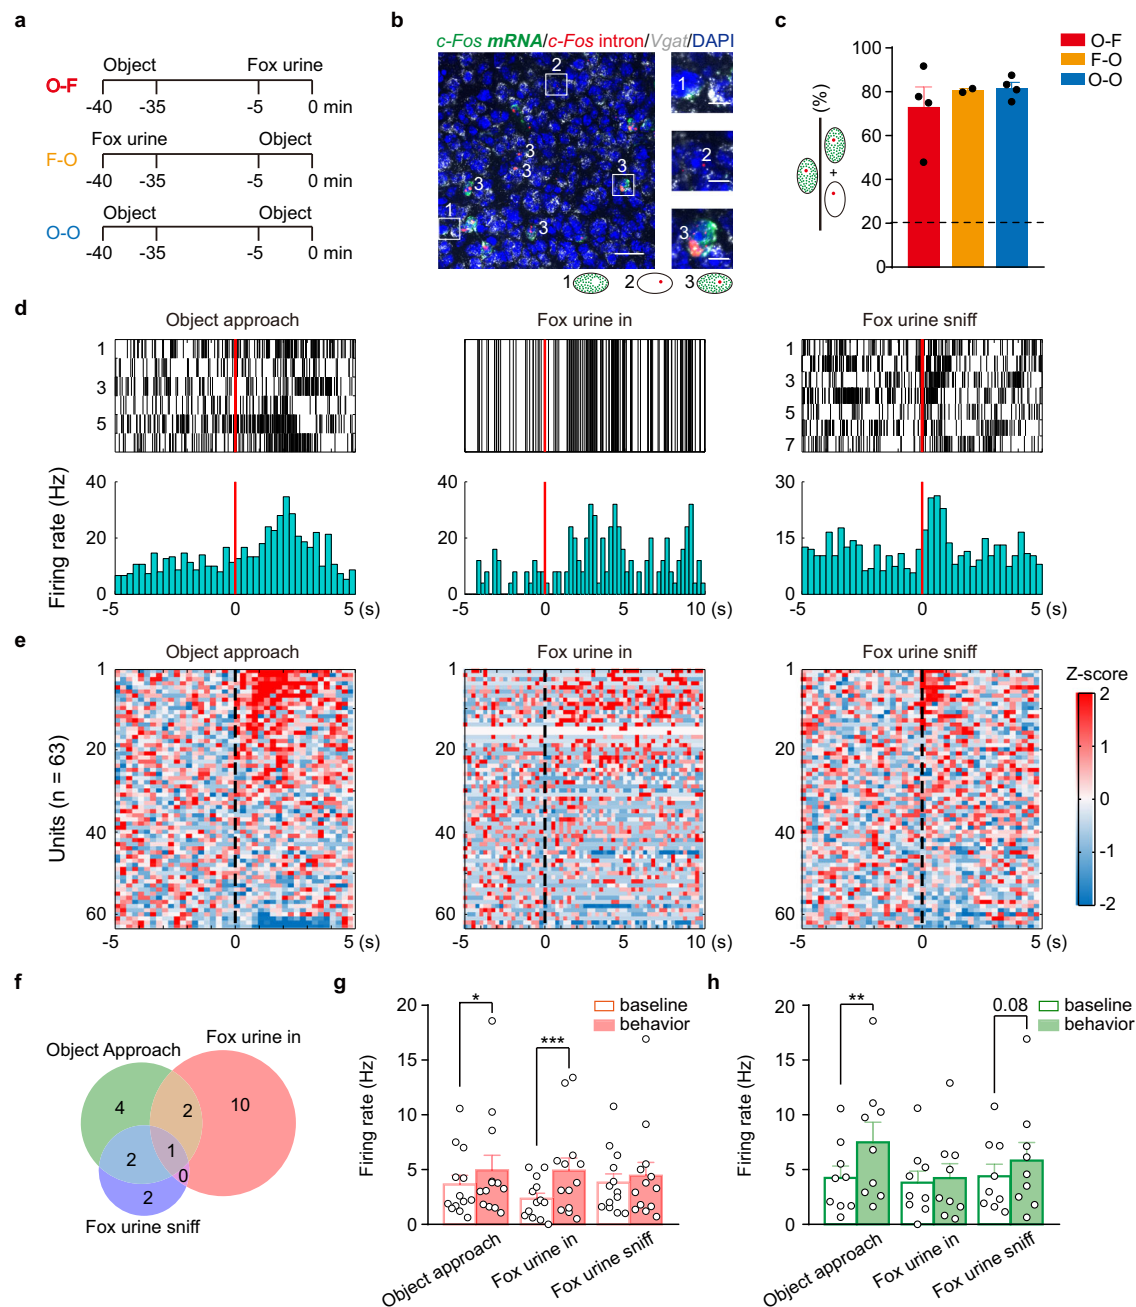 a
O-F
Object
Fox urine
-40
-35
-5
0 min
F-O
Fox urine
Object
-40
-35
-5
0 min
O-O
Object
Object
-40
-35
-5
0 min
b
c-Fos mRNA/c-Fos intron/Vgat/DAPI
2
3
3
3
3
1
3
1
2
3
1
2
3
c
(%)
+
100
80
60
40
20
0
O-F
F-O
O-O
d
Object approach
Fox urine in
Fox urine sniff
1
3
5
1
3
5
7
Firing rate (Hz)
40
20
0
-5
0
5 (s)
40
20
0
-5
0
5
10 (s)
30
15
0
-5
0
5 (s)
e
Object approach
Fox urine in
Fox urine sniff
Units (n = 63)
1
20
40
60
-5
0
5 (s)
1
20
40
60
-5
0
5
10 (s)
1
20
40
60
-5
0
5 (s)
Z-score
2
1
0
-1
-2
f
Object Approach
Fox urine in
4
2
10
2
1
0
2
Fox urine sniff
g
Firing rate (Hz)
20
15
10
5
0
*
***
baseline
behavior
Object approach
Fox urine in
Fox urine sniff
h
Firing rate (Hz)
20
15
10
5
0
**
0.08
baseline
behavior
Object approach
Fox urine in
Fox urine sniff